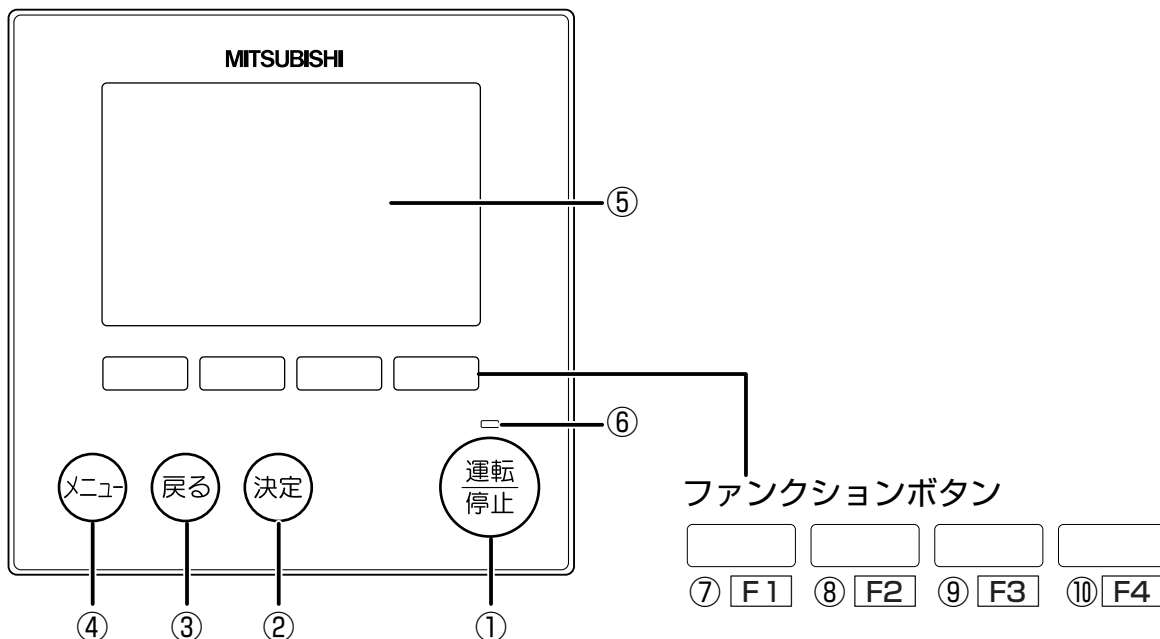 MITSUBISHI
⑤
⑥
メニュー
戻る
決定
運転
停止
ファンクションボタン
⑦ F1 ⑧ F2 ⑨ F3 ⑩ F4
④ ③ ② ①